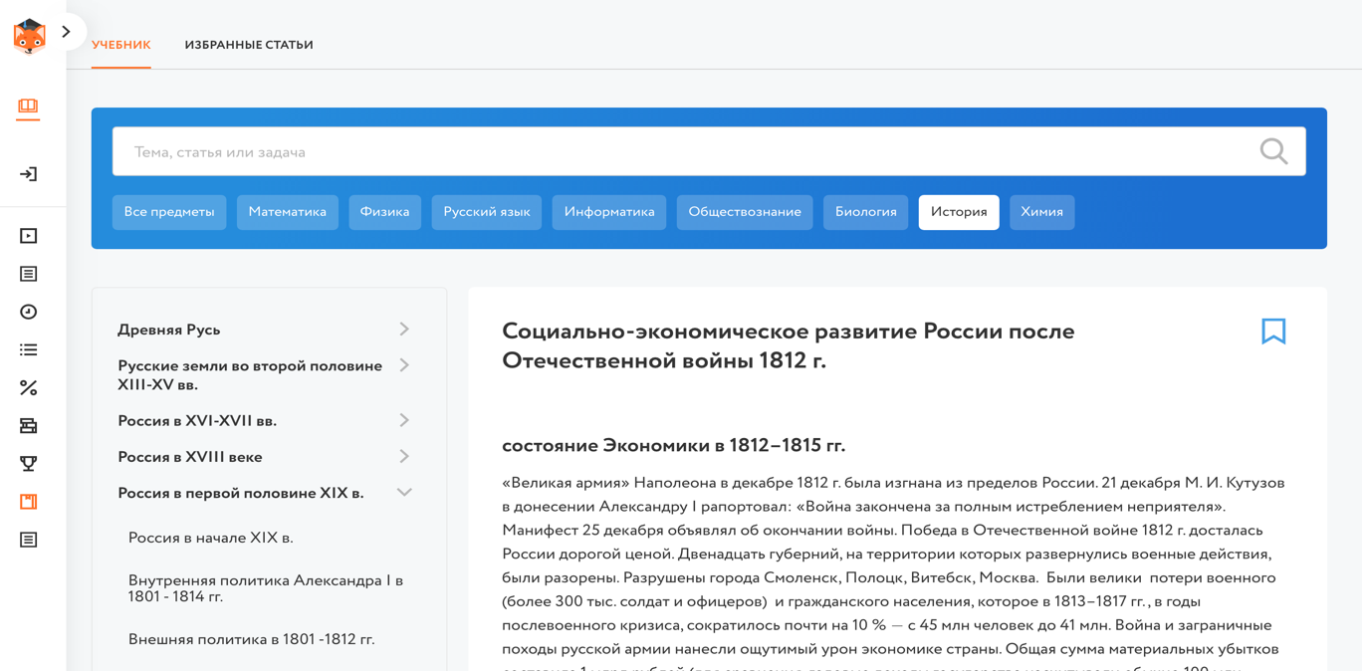 УЧЕБНИК
ИЗБРАННЫЕ СТАТЬИ
Тема, статья или задача
Все предметы
Математика
Физика
Русский язык
Информатика
Обществознание
Биология
История
Химия
Древняя Русь
Русские земли во второй половине
XIII-XV вв.
Россия в XVI-XVII вв.
Россия в XVIII веке
Россия в первой половине XIX в.
Россия в начале XIX в.
Внутренняя политика Александра I в
1801 - 1814 гг.
Внешняя политика в 1801 -1812 гг.
Социально-экономическое развитие России после
Отечественной войны 1812 г.
состояние Экономики в 1812–1815 гг.
«Великая армия» Наполеона в декабре 1812 г. была изгнана из пределов России. 21 декабря М. И. Кутузов
в донесении Александру I рапортовал: «Война закончена за полным истреблением неприятеля».
Манифест 25 декабря объявлял об окончании войны. Победа в Отечественной войне 1812 г. досталась
России дорогой ценой. Двенадцать губерний, на территории которых развернулись военные действия,
были разорены. Разрушены города Смоленск, Полоцк, Витебск, Москва.  Были велики  потери военного
(более 300 тыс. солдат и офицеров)  и гражданского населения, которое в 1813–1817 гг., в годы
послевоенного кризиса, сократилось почти на 10 % — с 45 млн человек до 41 млн. Война и заграничные
походы русской армии нанесли ощутимый урон экономике страны. Общая сумма материальных убытков